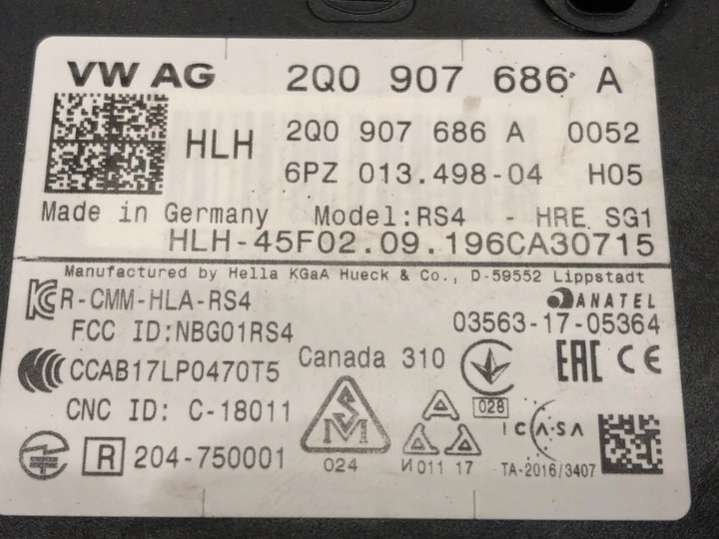 VW AG 2Q0 907 686 A
HLH 2Q0 907 686 A 0052
6PZ 013.498-04 H05
Made in Germany Model:RS4 - HRE SG1
HLH-45F02.09.196CA30715
Manufactured by Hella KGaA Hueck & Co., D-59552 Lippstadt
R-CMM-HLA-RS4 ANATEL
FCC ID:NBG01RS4 03563-17-05364
CCAB17LP0470T5 Canada 310 EAC CE
CNC ID: C-18011 028
R 204-750001 SM ICASA
024 И011 17 TA-2016/3407